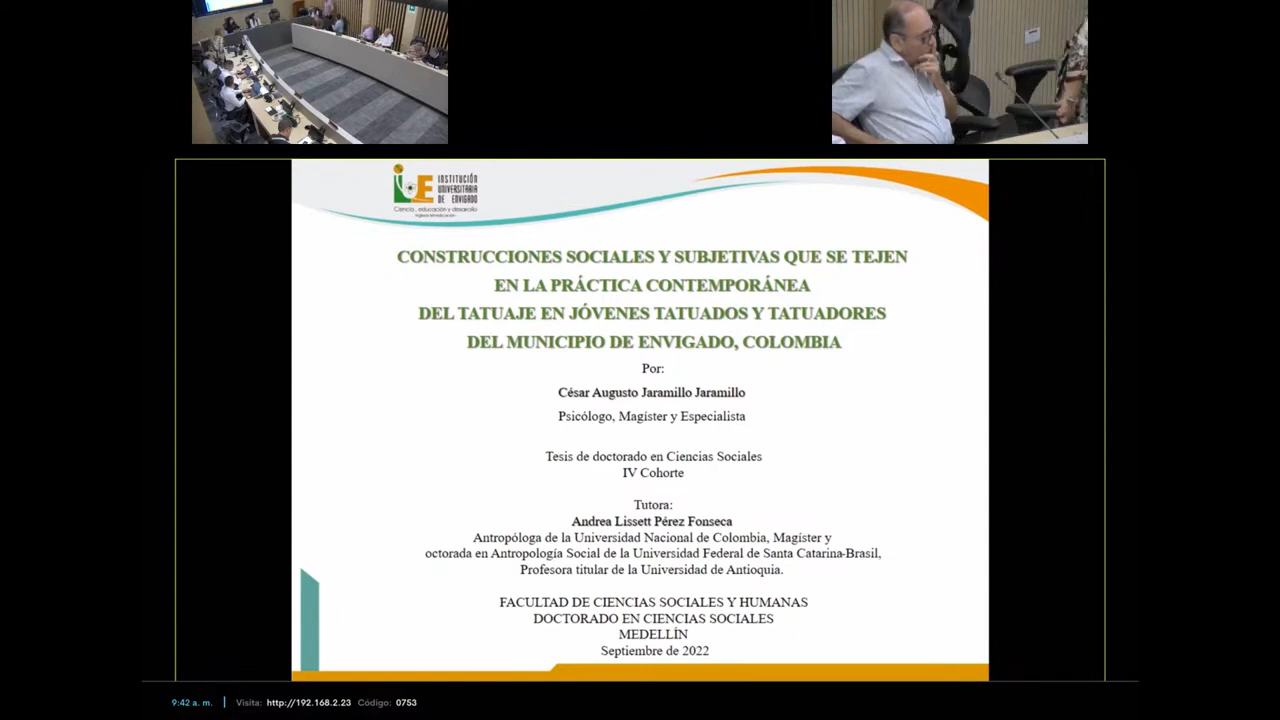 INSTITUCIÓN
UNIVERSITARIA
DE ENVIGADO
Ciencia, educación y desarrollo
CONSTRUCCIONES SOCIALES Y SUBJETIVAS QUE SE TEJEN
EN LA PRÁCTICA CONTEMPORÁNEA
DEL TATUAJE EN JÓVENES TATUADOS Y TATUADORES
DEL MUNICIPIO DE ENVIGADO, COLOMBIA
Por:
César Augusto Jaramillo Jaramillo
Psicólogo, Magíster y Especialista
Tesis de doctorado en Ciencias Sociales
IV Cohorte
Tutora:
Andrea Lissett Pérez Fonseca
Antropóloga de la Universidad Nacional de Colombia, Magíster y
octorada en Antropología Social de la Universidad Federal de Santa Catarina-Brasil,
Profesora titular de la Universidad de Antioquia.
FACULTAD DE CIENCIAS SOCIALES Y HUMANAS
DOCTORADO EN CIENCIAS SOCIALES
MEDELLÍN
Septiembre de 2022
9:42 a. m. | Visita: http://192.168.2.23 Código: 0753